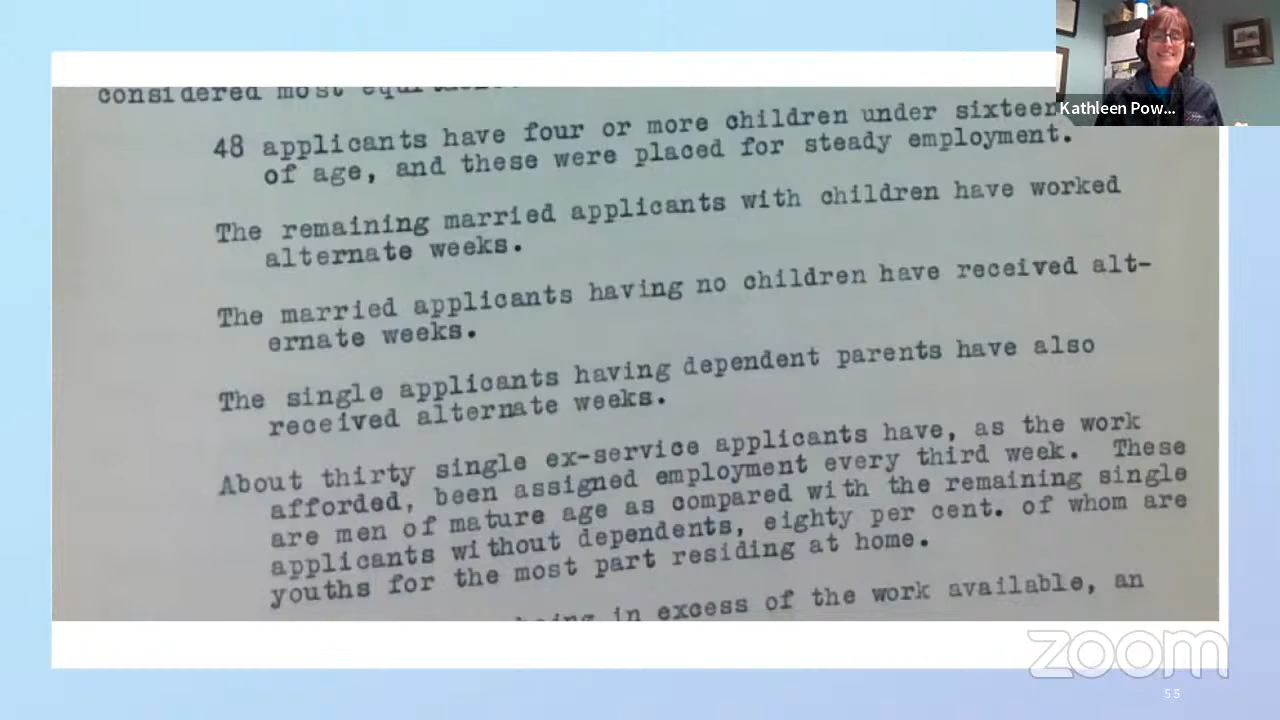 considered most
48 applicants have four or more children under sixteen
of age, and these were placed for steady employment.
The remaining married applicants with children have worked
alternate weeks.
The married applicants having no children have received alt-
ernate weeks.
The single applicants having dependent parents have also
received alternate weeks.
About thirty single ex-service applicants have, as the work
afforded, been assigned employment every third week. These
are men of mature age as compared with the remaining single
applicants without dependents, eighty per cent. of whom are
youths for the most part residing at home.
in excess of the work available, an
Kathleen Pow...
zoom
55